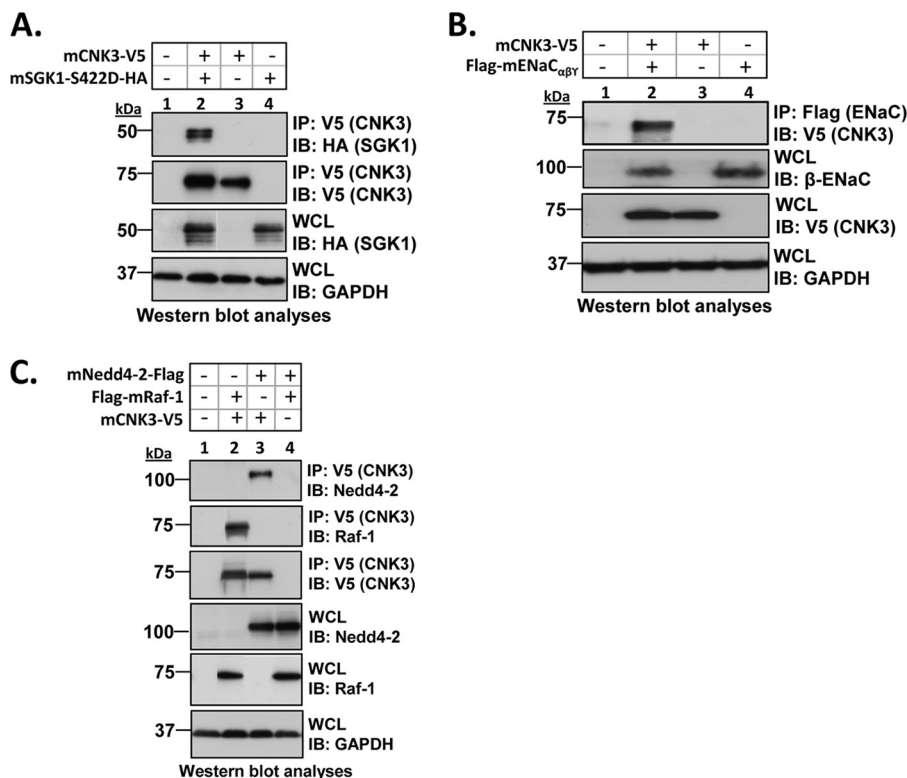 A.
mCNK3-V5 - + + -
mSGK1-S422D-HA - + - +
kDa 1 2 3 4
50 IP: V5 (CNK3)
IB: HA (SGK1)
75 IP: V5 (CNK3)
IB: V5 (CNK3)
50 WCL
IB: HA (SGK1)
37 WCL
IB: GAPDH
Western blot analyses
B.
mCNK3-V5 - + + -
Flag-mENaCαβγ - + - +
kDa 1 2 3 4
75 IP: Flag (ENaC)
IB: V5 (CNK3)
100 WCL
IB: β-ENaC
75 WCL
IB: V5 (CNK3)
37 WCL
IB: GAPDH
Western blot analyses
C.
mNedd4-2-Flag - - + +
Flag-mRaf-1 - + - +
mCNK3-V5 - + + -
kDa 1 2 3 4
100 IP: V5 (CNK3)
IB: Nedd4-2
75 IP: V5 (CNK3)
IB: Raf-1
75 IP: V5 (CNK3)
IB: V5 (CNK3)
100 WCL
IB: Nedd4-2
75 WCL
IB: Raf-1
37 WCL
IB: GAPDH
Western blot analyses